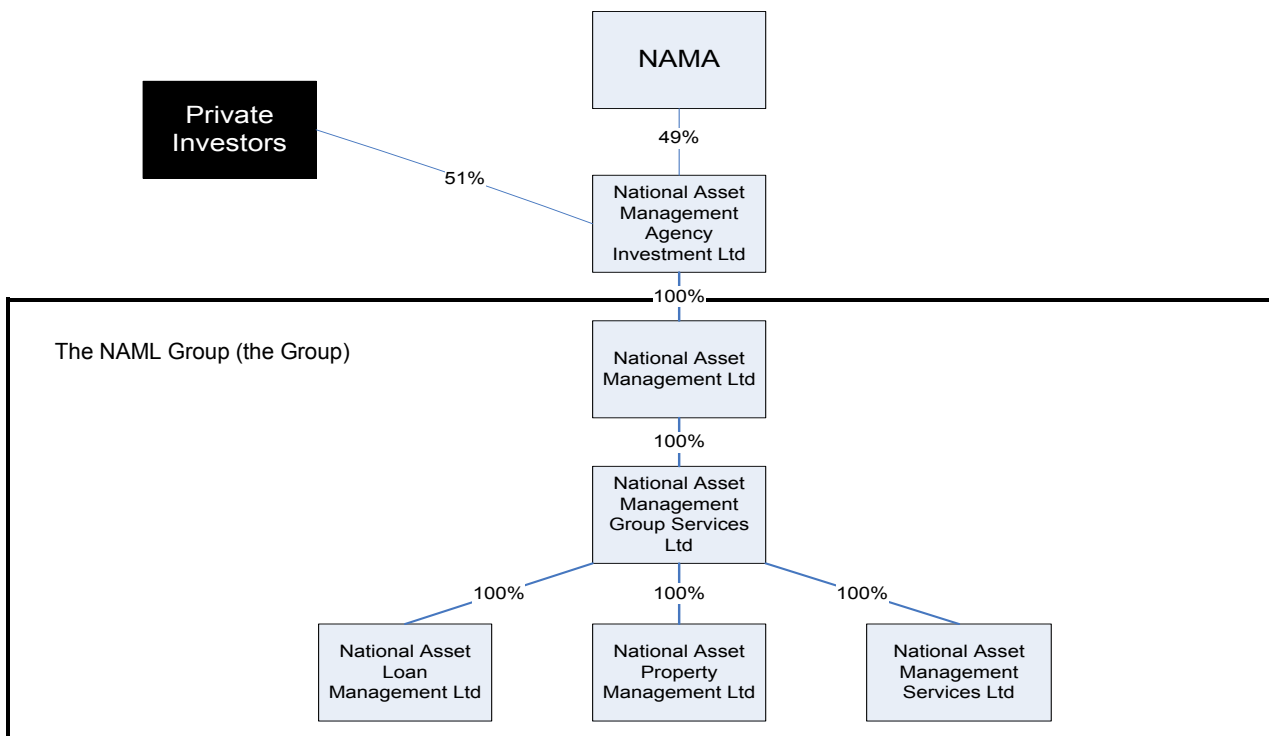 NAMA
Private
Investors
49%
51%
National Asset
Management
Agency
Investment Ltd
100%
The NAML Group (the Group)
National Asset
Management Ltd
100%
National Asset
Management
Group Services
Ltd
100%
100%
100%
National Asset
Loan
Management Ltd
National Asset
Property
Management Ltd
National Asset
Management
Services Ltd